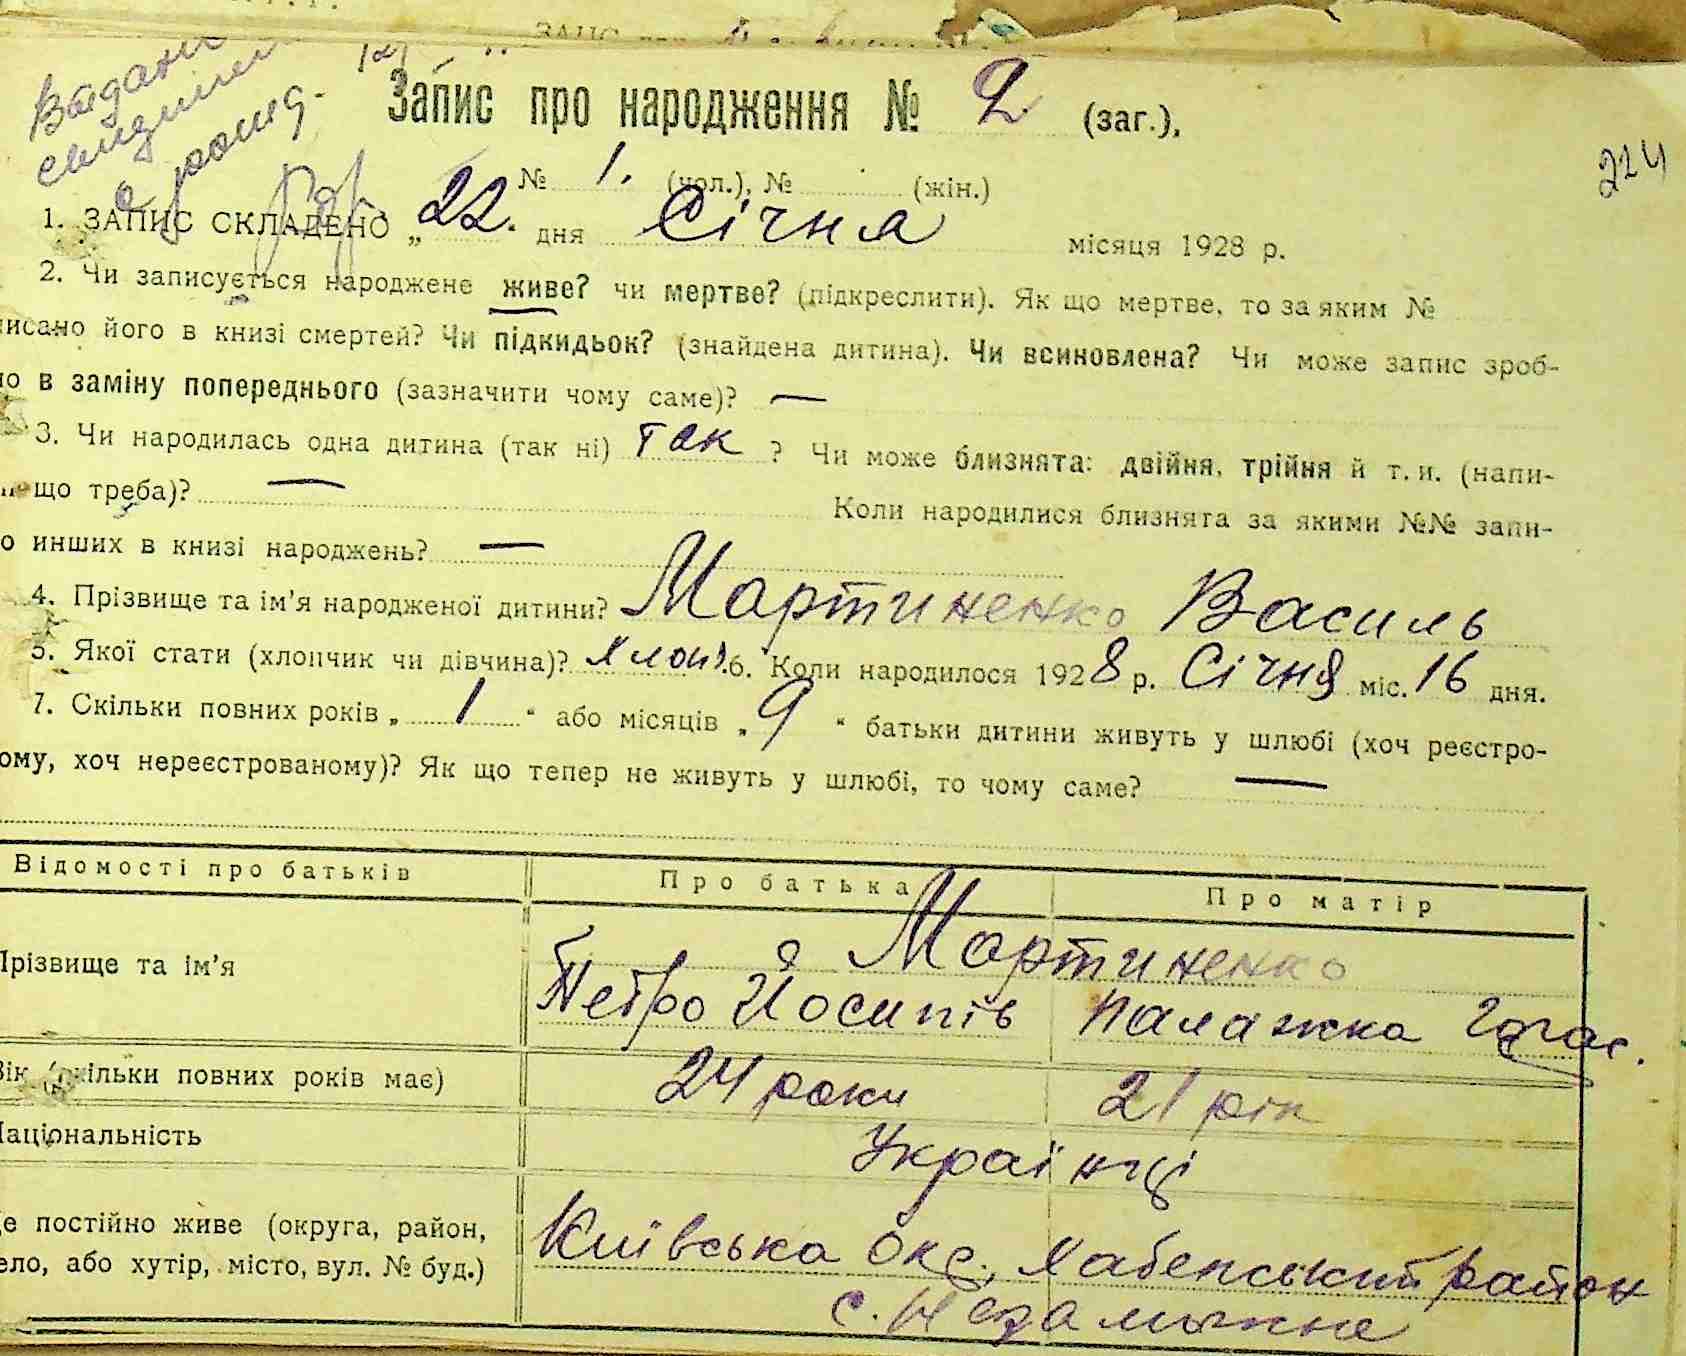 Видано
свидит
о рожд.
Запис про народження № 2 (заг.),
224
№ 1. (чол.), № (жін.)
1. ЗАПИС СКЛАДЕНО „ 22. дня Січня місяця 1928 р.
2. Чи записується народжене живе? чи мертве? (підкреслити). Як що мертве, то за яким №
писано його в книзі смертей? Чи підкидьок? (знайдена дитина). Чи всиновлена? Чи може запис зроб-
но в заміну попереднього (зазначити чому саме)? —
3. Чи народилась одна дитина (так ні) так ? Чи може близнята: двійня, трійня й т. и. (напи-
що треба)? — Коли народилися близнята за якими №№ запи-
о инших в книзі народжень? —
4. Прізвище та ім’я народженої дитини? Мартиненко Василь
5. Якої стати (хлопчик чи дівчина)? хлопч. 6. Коли народилося 1928 р. Січня міс. 16 дня.
7. Скільки повних років „ 1 “ або місяців „ 9 “ батьки дитини живуть у шлюбі (хоч реєстро-
ому, хоч нереєстрованому)? Як що тепер не живуть у шлюбі, то чому саме? —
Відомості про батьків Про батька Про матір
Прізвище та ім’я Мартиненко
Петро Йосипів Палажка
Вік (скільки повних років має) 24 роки 21 рік
Національність Українці
Де постійно живе (округа, район, Київська окр., Хабенський район
село, або хутір, місто, вул. № буд.) с.